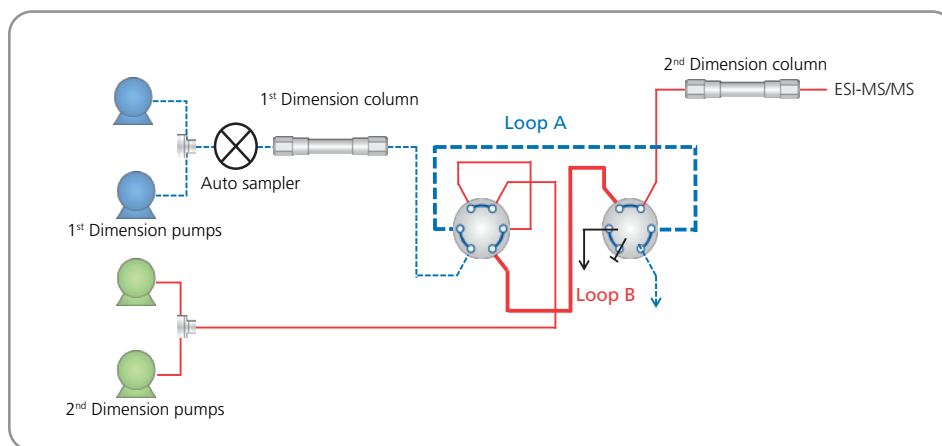 2nd Dimension column
ESI-MS/MS
1st Dimension column
Loop A
Auto sampler
1st Dimension pumps
Loop B
2nd Dimension pumps